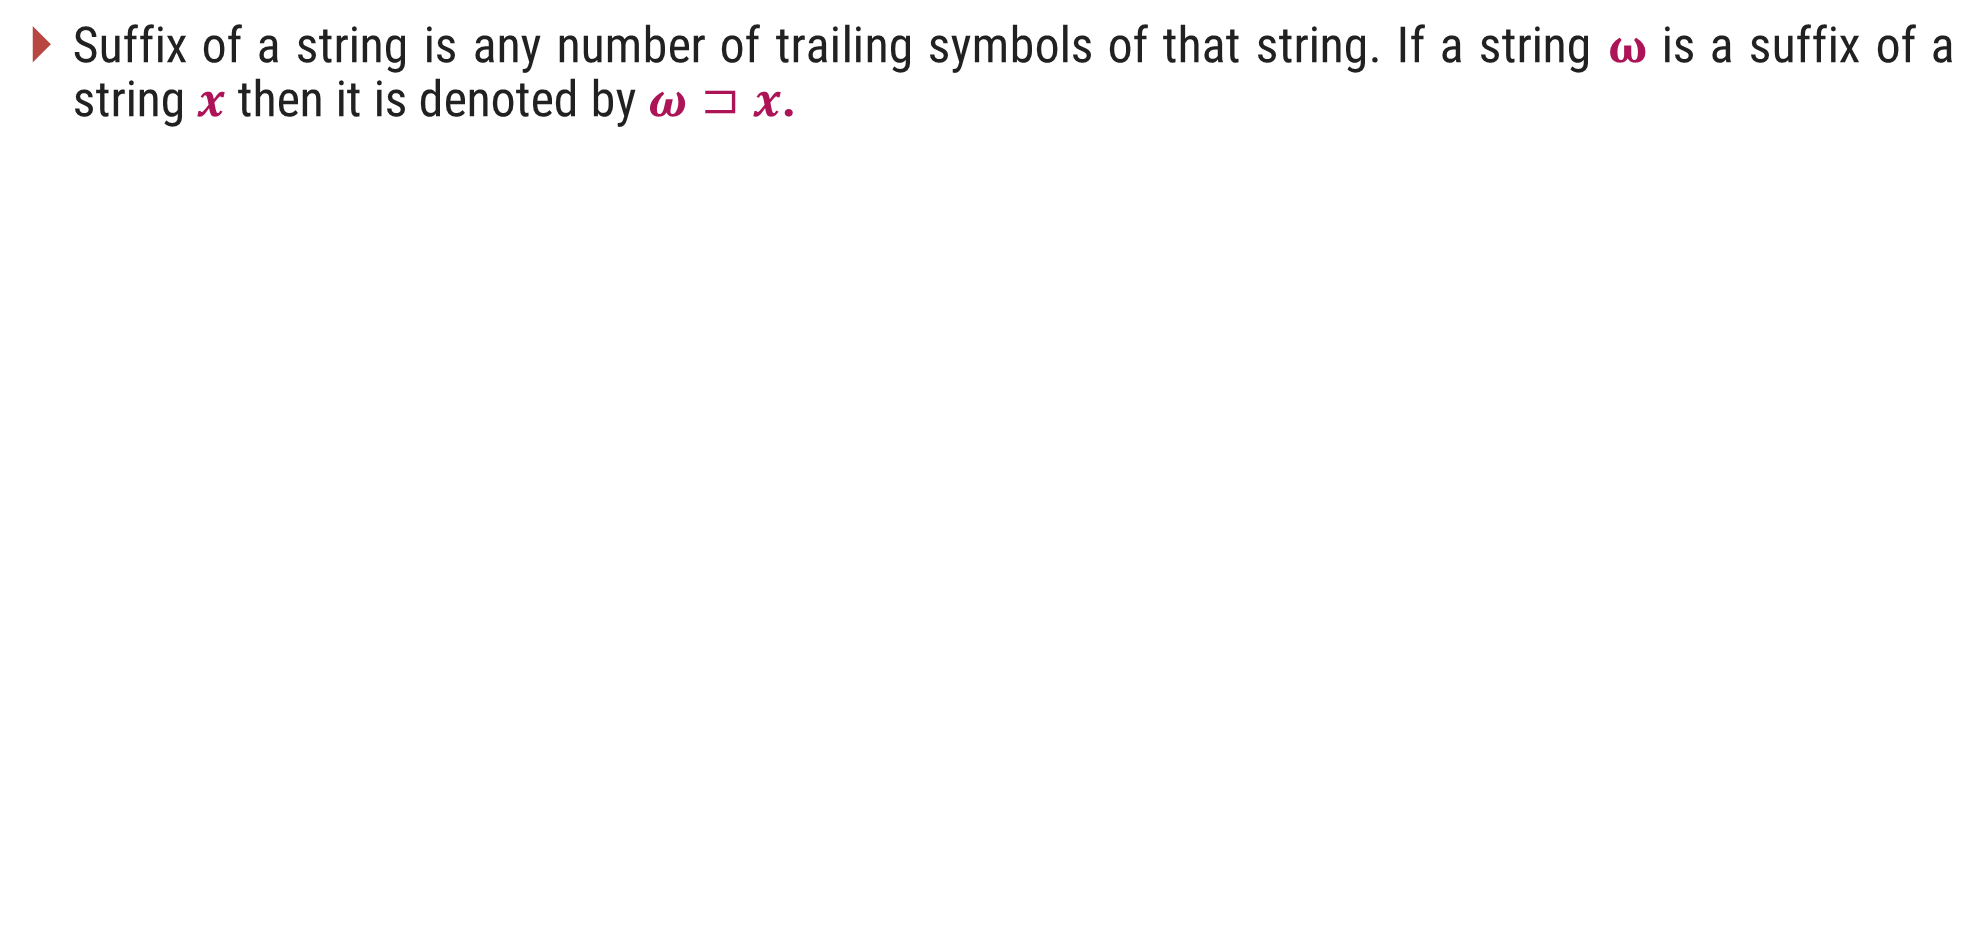 Suffix of a string is any number of trailing symbols of that string. If a string ω is a suffix of a
string x then it is denoted by ω ⊐ x.